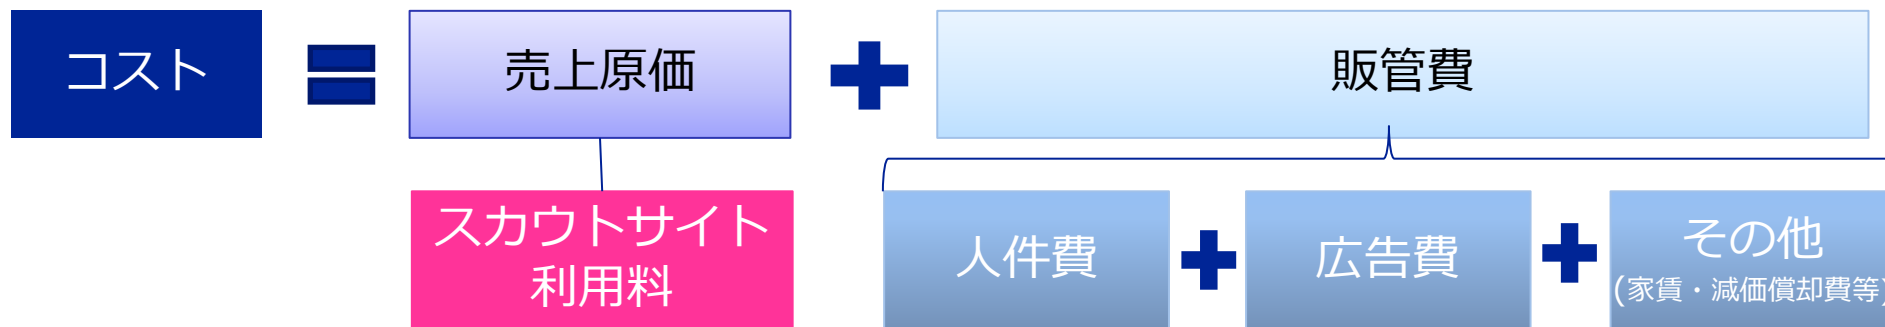 コスト
売上原価
販管費
スカウトサイト
利用料
人件費
広告費
その他
(家賃・減価償却費等)